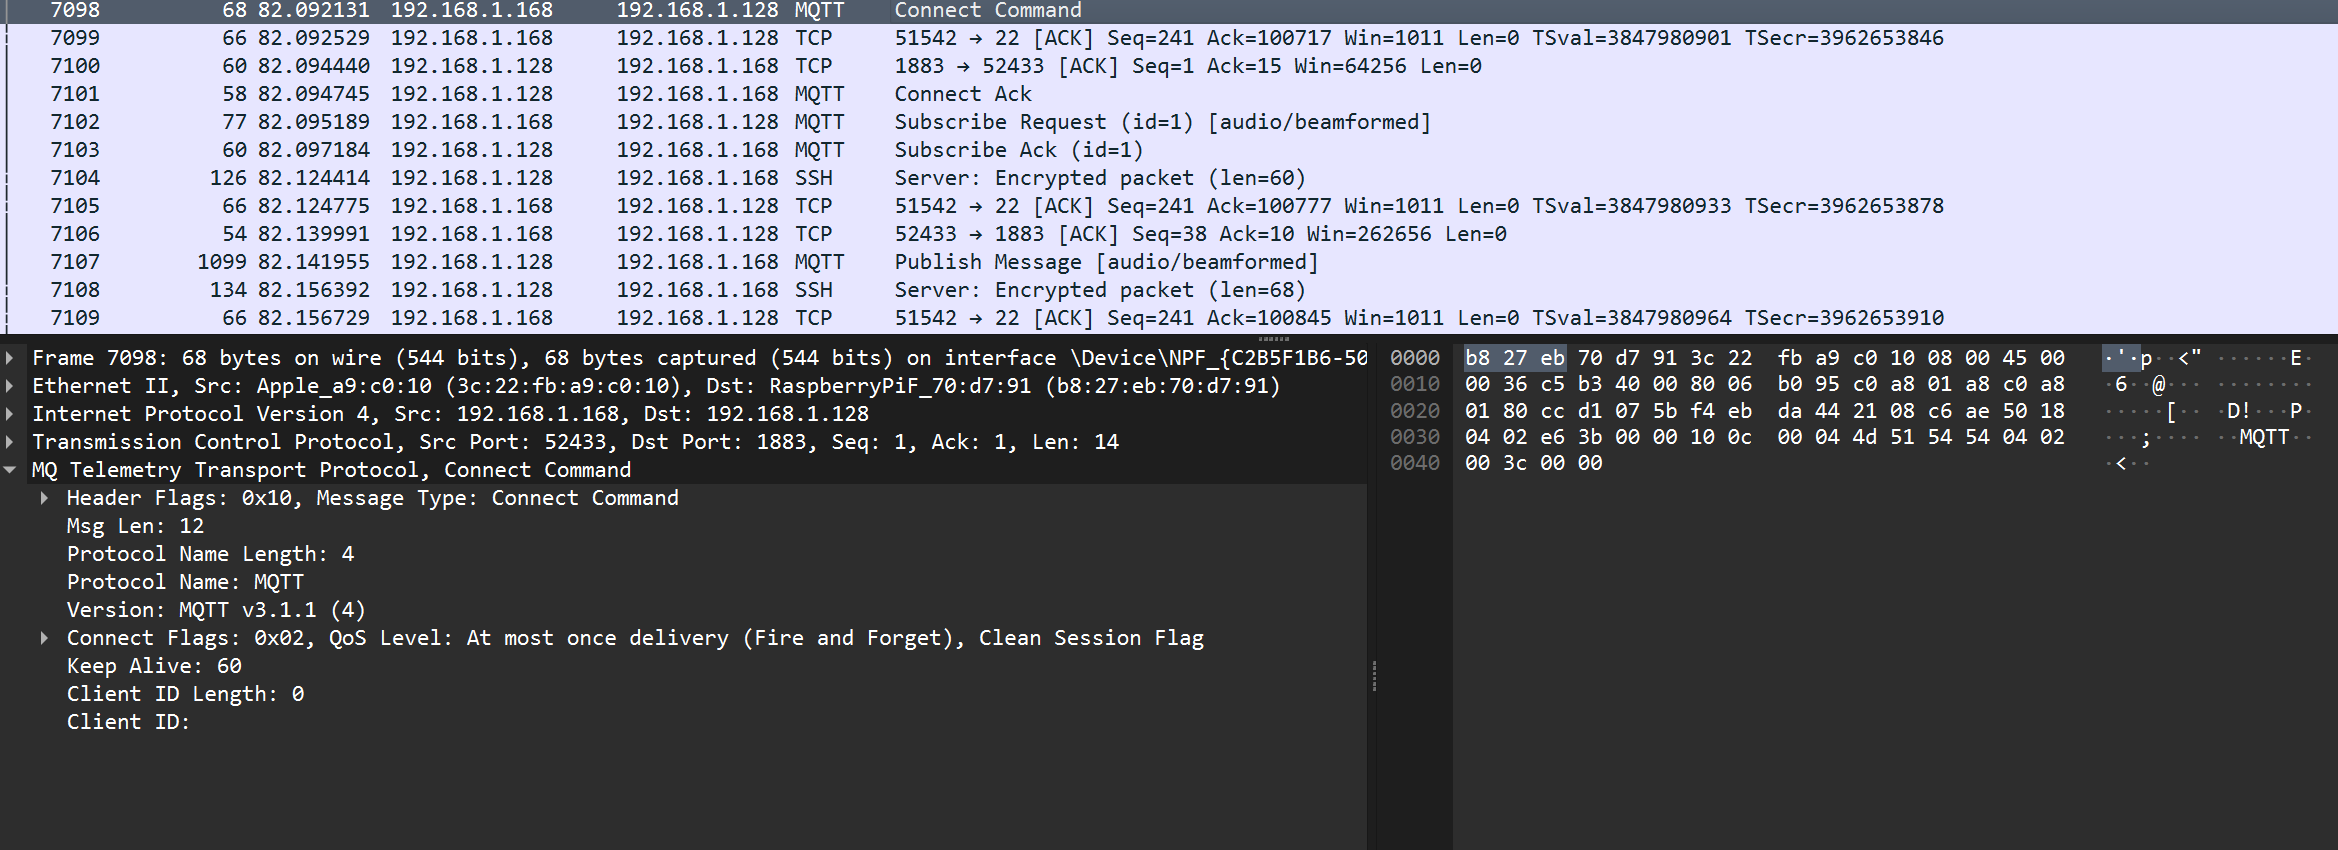 7098 68 82.092131 192.168.1.168 192.168.1.128 MQTT Connect Command
7099 66 82.092529 192.168.1.168 192.168.1.128 TCP 51542 → 22 [ACK] Seq=241 Ack=100717 Win=1011 Len=0 TSval=3847980901 TSecr=3962653846
7100 60 82.094440 192.168.1.128 192.168.1.168 TCP 1883 → 52433 [ACK] Seq=1 Ack=15 Win=64256 Len=0
7101 58 82.094745 192.168.1.128 192.168.1.168 MQTT Connect Ack
7102 77 82.095189 192.168.1.168 192.168.1.128 MQTT Subscribe Request (id=1) [audio/beamformed]
7103 60 82.097184 192.168.1.128 192.168.1.168 MQTT Subscribe Ack (id=1)
7104 126 82.124414 192.168.1.128 192.168.1.168 SSH Server: Encrypted packet (len=60)
7105 66 82.124775 192.168.1.168 192.168.1.128 TCP 51542 → 22 [ACK] Seq=241 Ack=100777 Win=1011 Len=0 TSval=3847980933 TSecr=3962653878
7106 54 82.139991 192.168.1.168 192.168.1.128 TCP 52433 → 1883 [ACK] Seq=38 Ack=10 Win=262656 Len=0
7107 1099 82.141955 192.168.1.128 192.168.1.168 MQTT Publish Message [audio/beamformed]
7108 134 82.156392 192.168.1.128 192.168.1.168 SSH Server: Encrypted packet (len=68)
7109 66 82.156729 192.168.1.168 192.168.1.128 TCP 51542 → 22 [ACK] Seq=241 Ack=100845 Win=1011 Len=0 TSval=3847980964 TSecr=3962653910
Frame 7098: 68 bytes on wire (544 bits), 68 bytes captured (544 bits) on interface \Device\NPF_{C2B5F1B6-50
Ethernet II, Src: Apple_a9:c0:10 (3c:22:fb:a9:c0:10), Dst: RaspberryPiF_70:d7:91 (b8:27:eb:70:d7:91)
Internet Protocol Version 4, Src: 192.168.1.168, Dst: 192.168.1.128
Transmission Control Protocol, Src Port: 52433, Dst Port: 1883, Seq: 1, Ack: 1, Len: 14
MQ Telemetry Transport Protocol, Connect Command
Header Flags: 0x10, Message Type: Connect Command
Msg Len: 12
Protocol Name Length: 4
Protocol Name: MQTT
Version: MQTT v3.1.1 (4)
Connect Flags: 0x02, QoS Level: At most once delivery (Fire and Forget), Clean Session Flag
Keep Alive: 60
Client ID Length: 0
Client ID:
0000 b8 27 eb 70 d7 91 3c 22 fb a9 c0 10 08 00 45 00 ·'·p··<" ······E·
0010 00 36 c5 b3 40 00 80 06 b0 95 c0 a8 01 a8 c0 a8 ·6··@··· ········
0020 01 80 cc d1 07 5b f4 eb da 44 21 08 c6 ae 50 18 ·····[·· ·D!···P·
0030 04 02 e6 3b 00 00 10 0c 00 04 4d 51 54 54 04 02 ···;···· ··MQTT··
0040 00 3c 00 00 ·<··